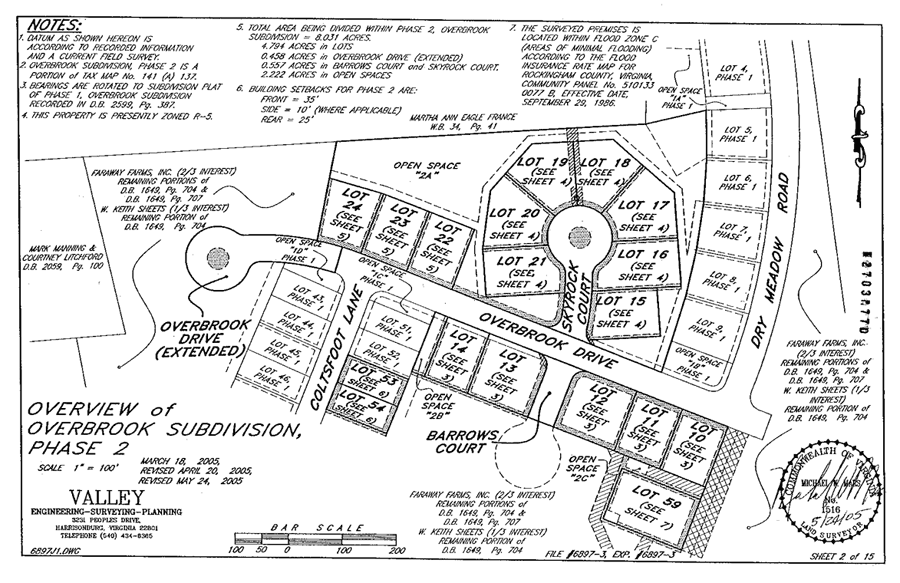 NOTES:
1. DATUM AS SHOWN HEREON IS
ACCORDING TO RECORDED INFORMATION
AND A CURRENT FIELD SURVEY.
2. OVERBROOK SUBDIVISION, PHASE 2 IS A
PORTION OF TAX MAP No. 141 (A) 137.
3. BEARINGS ARE ROTATED TO SUBDIVISION PLAT
OF PHASE 1, OVERBROOK SUBDIVISION
RECORDED IN D.B. 2599, Pg. 387.
4. THIS PROPERTY IS PRESENTLY ZONED R-5.
5. TOTAL AREA BEING DIVIDED WITHIN PHASE 2, OVERBROOK
SUBDIVISION = 8.031 ACRES.
4.794 ACRES in LOTS
0.458 ACRES in OVERBROOK DRIVE (EXTENDED)
0.557 ACRES in BARROWS COURT and SKYROCK COURT.
2.222 ACRES in OPEN SPACES
6. BUILDING SETBACKS FOR PHASE 2 ARE:
FRONT = 35'
SIDE = 10' (WHERE APPLICABLE)
REAR = 25'
7. THE SURVEYED PREMISES IS
LOCATED WITHIN FLOOD ZONE C
(AREAS OF MINIMAL FLOODING)
ACCORDING TO THE FLOOD
INSURANCE RATE MAP FOR
ROCKINGHAM COUNTY, VIRGINIA,
COMMUNITY PANEL No. 510133
0077 B, EFFECTIVE DATE,
SEPTEMBER 29, 1986.
MARTHA ANN EAGLE FRANCE
W.B. 34, Pg. 41
LOT 4,
PHASE 1
OPEN SPACE
"1A"
PHASE 1
LOT 5,
PHASE 1
LOT 6,
PHASE 1
LOT 7,
PHASE 1
LOT 8,
PHASE 1
LOT 9,
PHASE 1
OPEN SPACE
"1B"
PHASE 1
DRY MEADOW ROAD
FARAWAY FARMS, INC. (2/3 INTEREST)
REMAINING PORTIONS OF
D.B. 1649, Pg. 704 &
D.B. 1649, Pg. 707
W. KEITH SHEETS (1/3 INTEREST)
REMAINING PORTION OF
D.B. 1649, Pg. 704
MARK MANNING &
COURTNEY LITCHFORD
D.B. 2059, Pg. 100
OPEN SPACE
"2A"
LOT 24
(SEE SHEET 5)
LOT 23
(SEE SHEET 5)
LOT 22
(SEE SHEET 5)
LOT 19
(SEE SHEET 4)
LOT 18
(SEE SHEET 4)
LOT 20
(SEE SHEET 4)
LOT 17
(SEE SHEET 4)
LOT 21
(SEE SHEET 4)
LOT 16
(SEE SHEET 4)
LOT 15
(SEE SHEET 4)
SKYROCK COURT
OPEN SPACE
"1D"
PHASE 1
OPEN SPACE
"1C"
PHASE 1
OVERBROOK
DRIVE
(EXTENDED)
LOT 43,
PHASE 1
LOT 44,
PHASE 1
LOT 45,
PHASE 1
LOT 46,
PHASE 1
COLTSFOOT LANE
LOT 51,
PHASE 1
LOT 52,
PHASE 1
LOT 53
(SEE SHEET 6)
LOT 54
(SEE SHEET 6)
OVERBROOK DRIVE
LOT 14
(SEE SHEET 3)
LOT 13
(SEE SHEET 3)
OPEN
SPACE
"2B"
BARROWS
COURT
LOT 12
(SEE SHEET 3)
LOT 11
(SEE SHEET 3)
LOT 10
(SEE SHEET 3)
OPEN
SPACE
"2C"
LOT 59
(SEE SHEET 7)
FARAWAY FARMS, INC.
(2/3 INTEREST)
REMAINING PORTIONS of
D.B. 1649, Pg. 704 &
D.B. 1649, Pg. 707
W. KEITH SHEETS (1/3
INTEREST)
REMAINING PORTION of
D.B. 1649, Pg. 704
OVERVIEW of
OVERBROOK SUBDIVISION,
PHASE 2
SCALE 1" = 100'
MARCH 18, 2005,
REVISED APRIL 20, 2005,
REVISED MAY 24, 2005
VALLEY
ENGINEERING-SURVEYING-PLANNING
3231 PEOPLES DRIVE,
HARRISONBURG, VIRGINIA 22801
TELEPHONE (540) 434-6365
6897J1.DWG
BAR SCALE
100 50 0 100 200
FARAWAY FARMS, INC. (2/3 INTEREST)
REMAINING PORTIONS of
D.B. 1649, Pg. 704 &
D.B. 1649, Pg. 707
W. KEITH SHEETS (1/3 INTEREST)
REMAINING PORTION of
D.B. 1649, Pg. 704
FILE #6897-3, EXP. #6897-3
COMMONWEALTH OF VIRGINIA
MICHAEL W. MARS
No.
1516
5/24/05
LAND SURVEYOR
SHEET 2 of 15